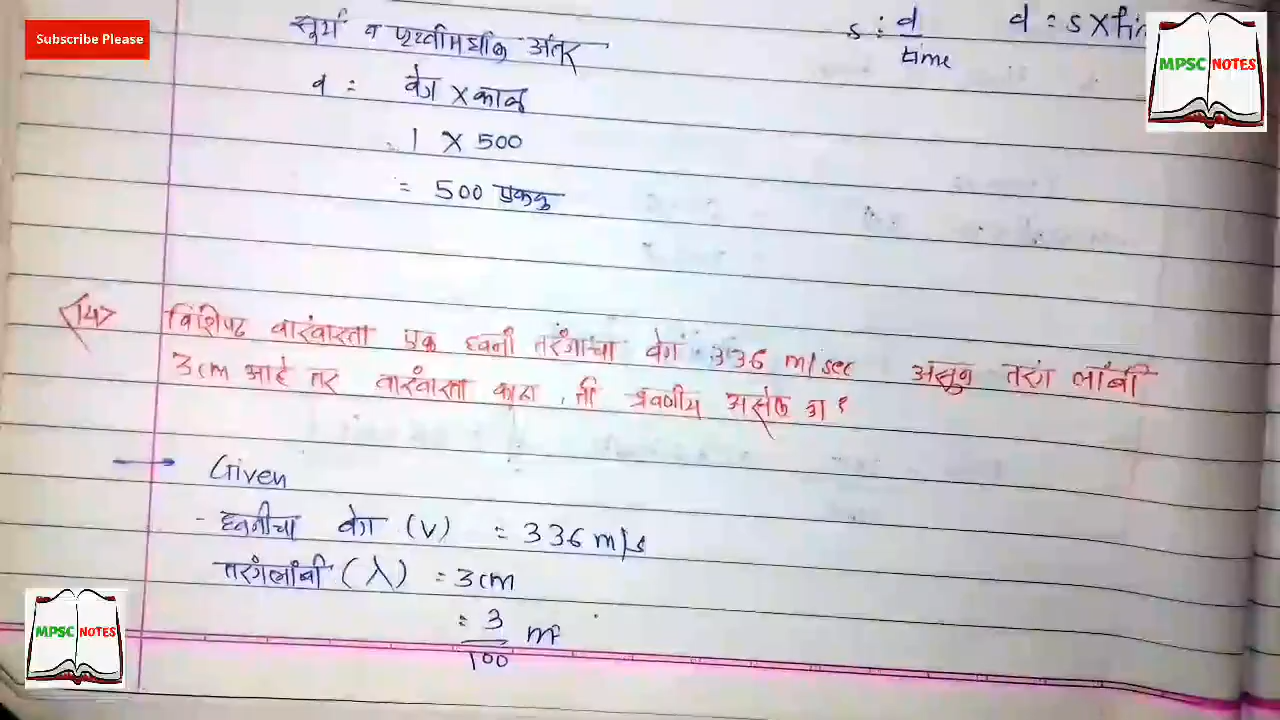 Subscribe Please
सूर्य व पृथ्वीमधील अंतर
s = d / time
d = s x tim
MPSC NOTES
व = वेग x काल
= 1 x 500
= 500 एकक
<14> विशिष्ट वारंवारता एक ध्वनी तरंगाचा वेग 336 m/sec असून तरंग लांबी
3cm आहे तर वारंवारता काढा , ती श्रवणीय असेल का ?
→ Given
- ध्वनीचा वेग (v) = 336 m/s
तरंगलांबी (λ) = 3cm
= 3/100 m
MPSC NOTES